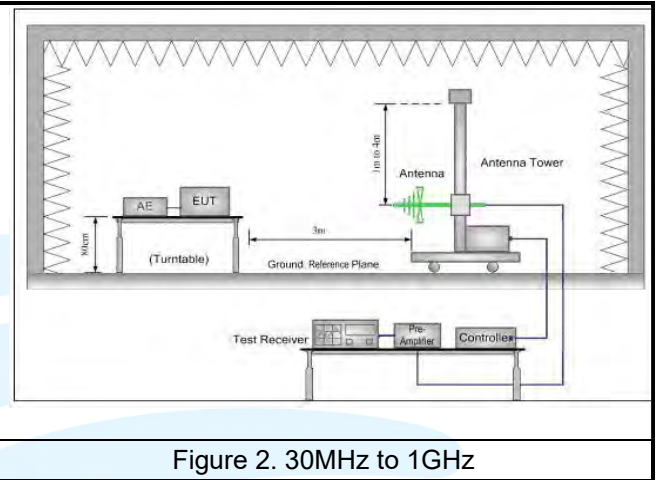 1m to 4m
Antenna
Antenna Tower
AE
EUT
80cm
(Turntable)
3m
Ground Reference Plane
Test Receiver
Pre-
Amplifier
Controller
Figure 2. 30MHz to 1GHz